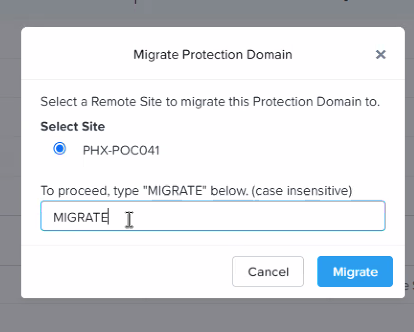 Migrate Protection Domain
Select a Remote Site to migrate this Protection Domain to.
Select Site
PHX-POC041
To proceed, type "MIGRATE" below. (case insensitive)
MIGRATE
Cancel
Migrate